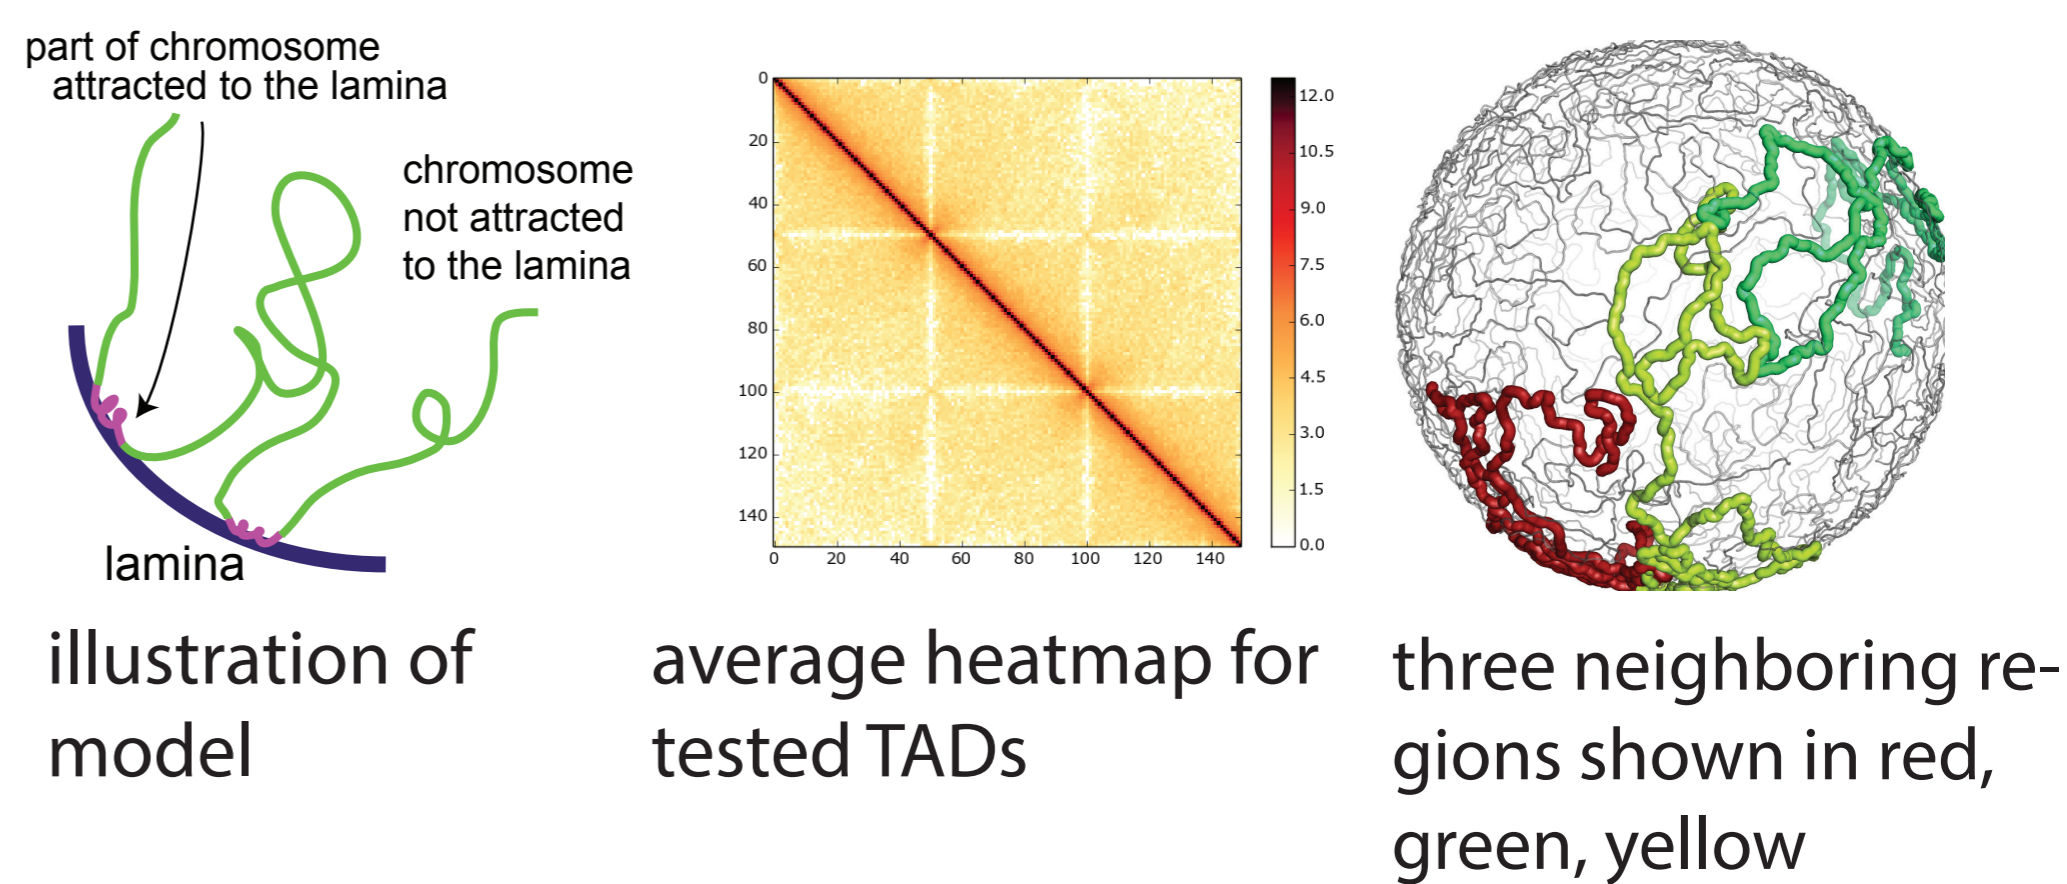 part of chromosome
attracted to the lamina
chromosome
not attracted
to the lamina
lamina
0
20
40
60
80
100
120
140
0 20 40 60 80 100 120 140
12.0
10.5
9.0
7.5
6.0
4.5
3.0
1.5
0.0
illustration of
model
average heatmap for
tested TADs
three neighboring re-
gions shown in red,
green, yellow